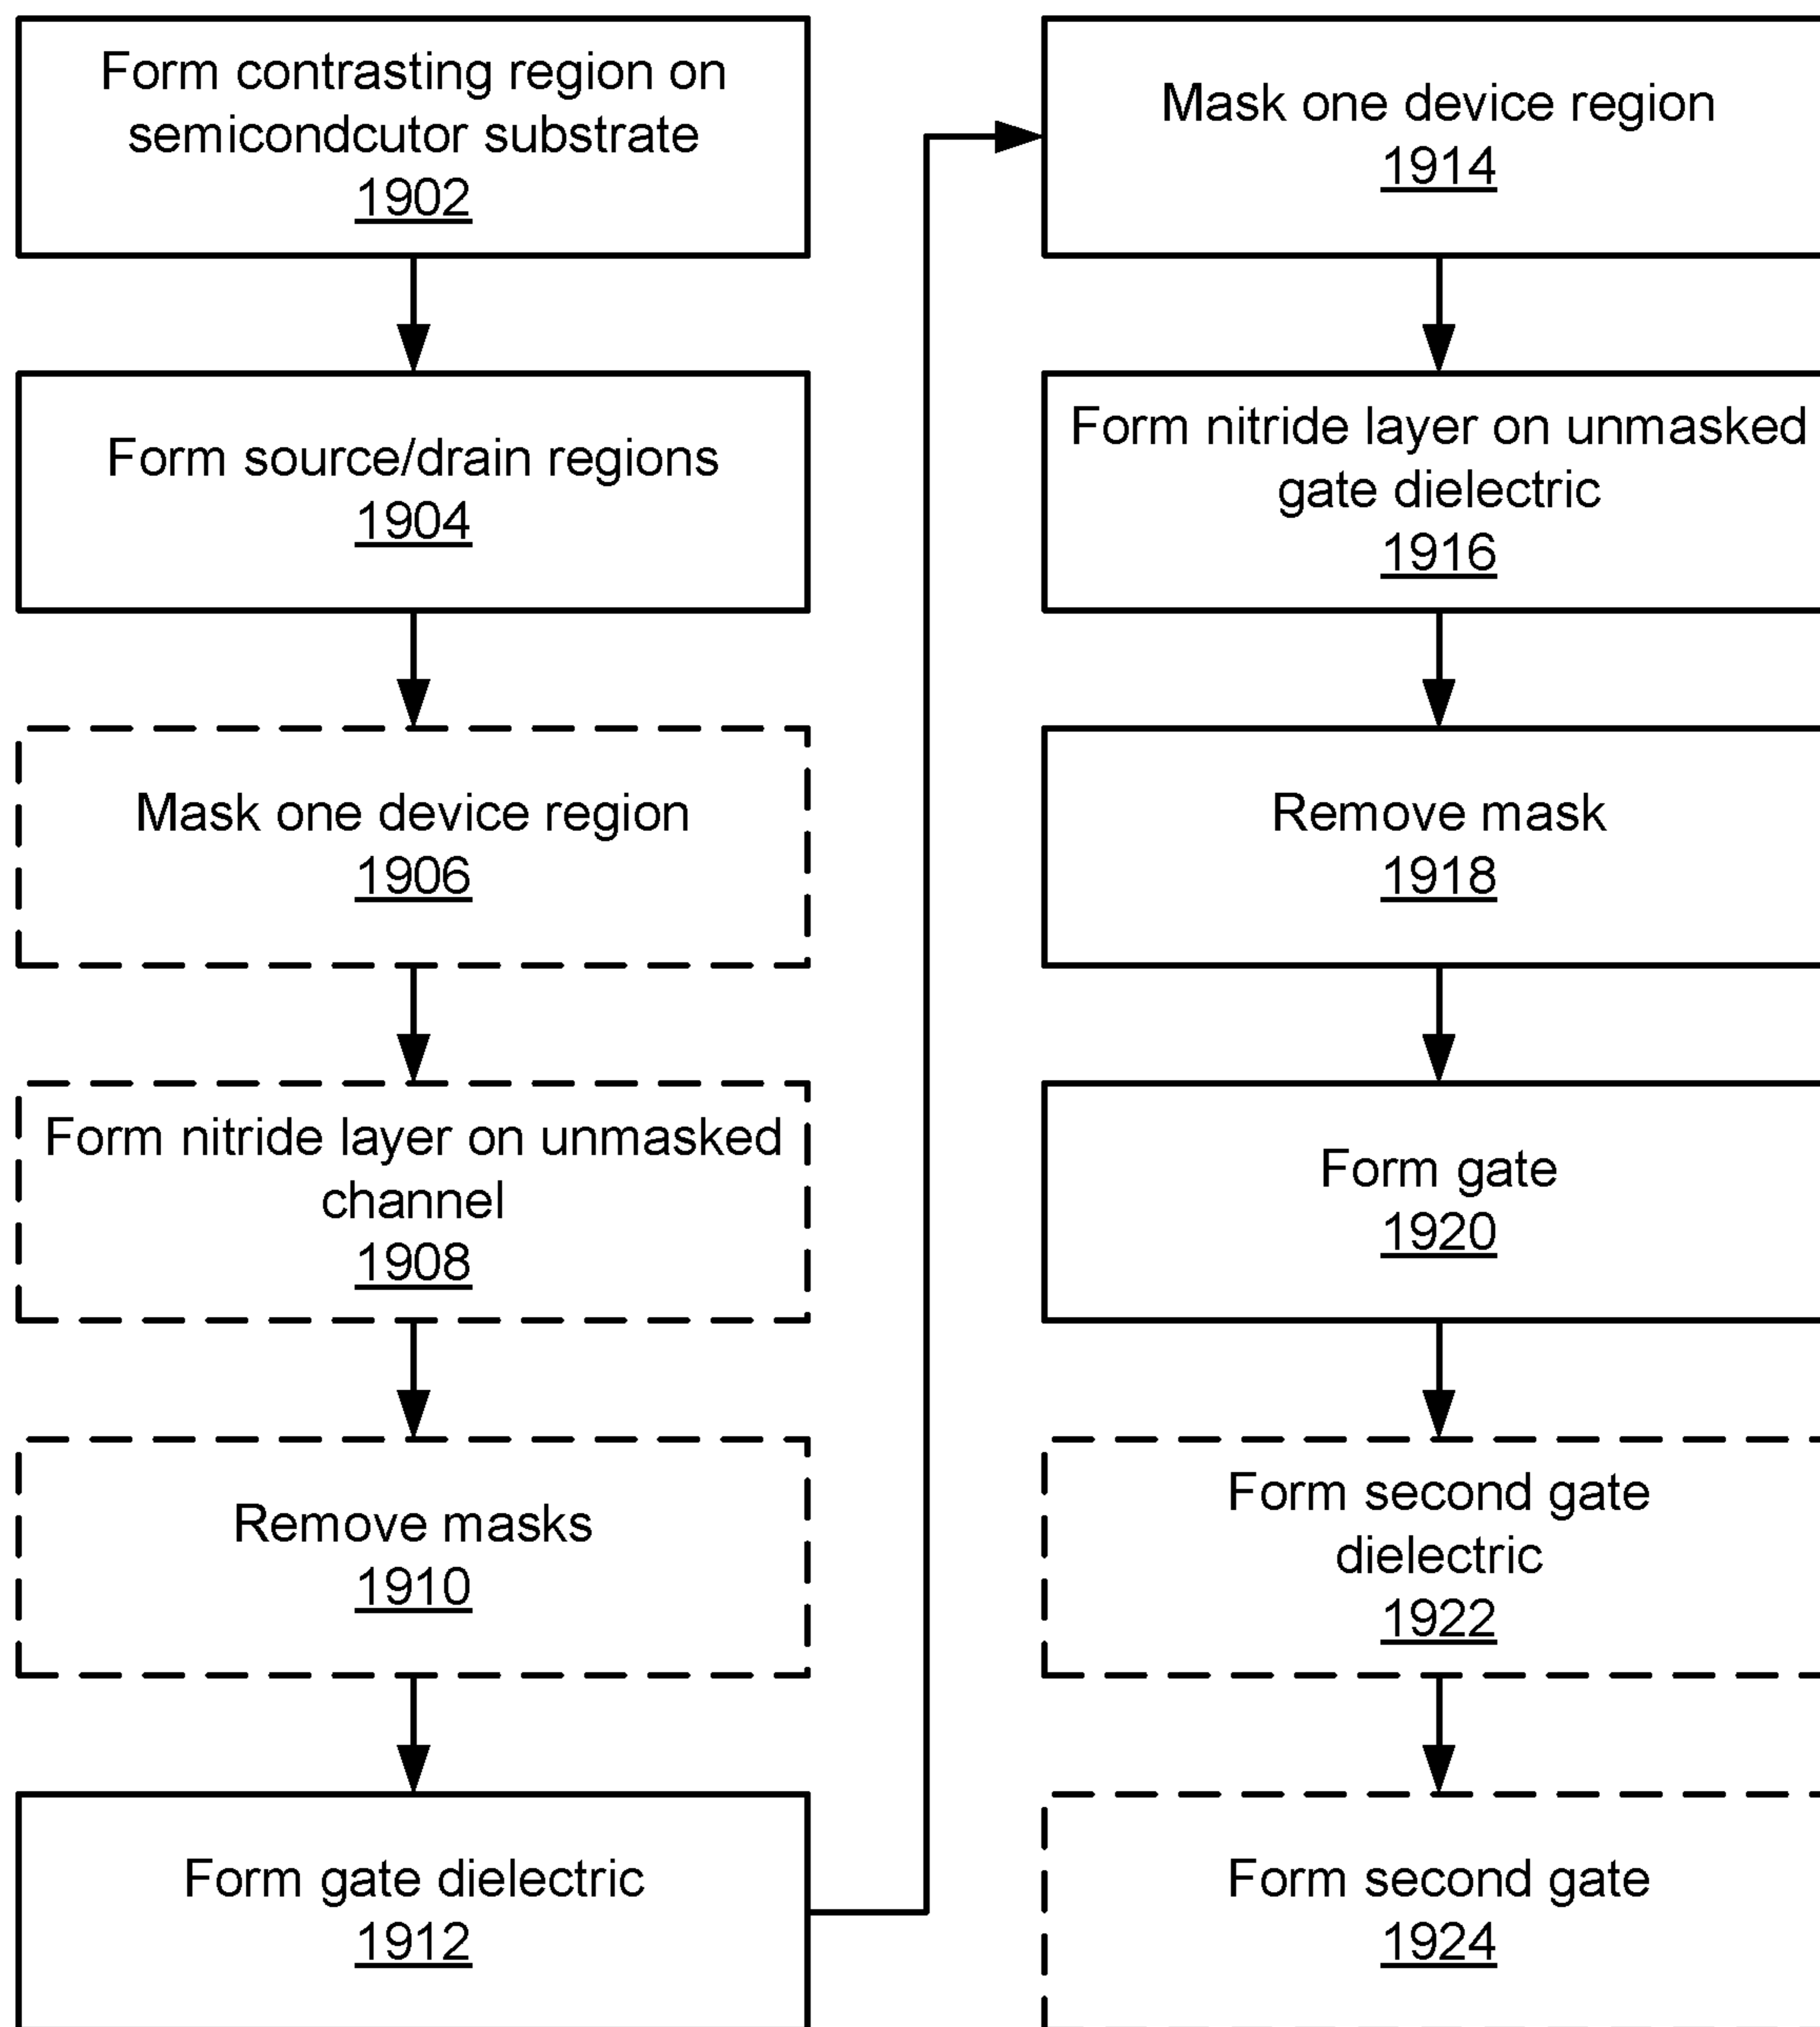 Form contrasting region on
semicondcutor substrate
1902
Form source/drain regions
1904
Mask one device region
1906
Form nitride layer on unmasked
channel
1908
Remove masks
1910
Form gate dielectric
1912
Mask one device region
1914
Form nitride layer on unmasked
gate dielectric
1916
Remove mask
1918
Form gate
1920
Form second gate
dielectric
1922
Form second gate
1924